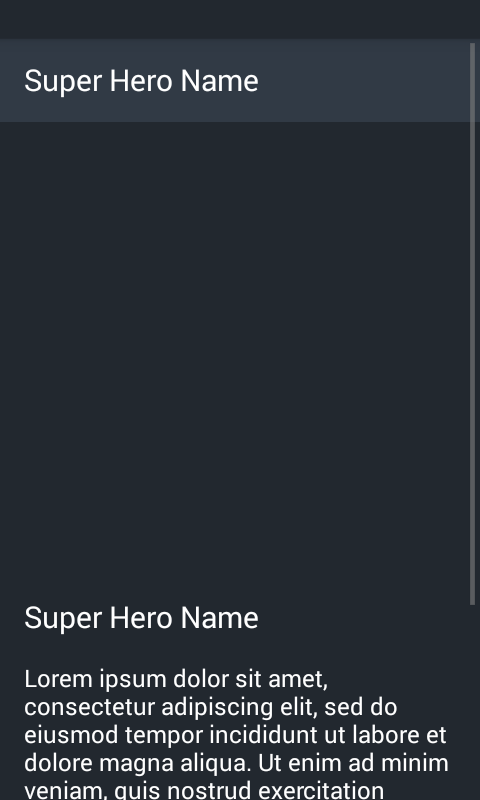 Super Hero Name
Super Hero Name
Lorem ipsum dolor sit amet,
consectetur adipiscing elit, sed do
eiusmod tempor incididunt ut labore et
dolore magna aliqua. Ut enim ad minim
veniam, quis nostrud exercitation